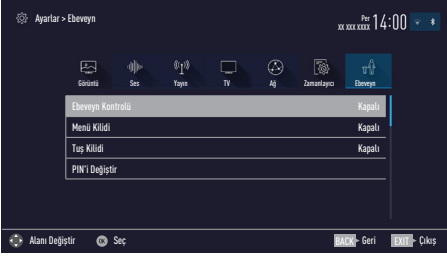 Ayarlar > Ebeveyn
Per
xx xxx xxxx 14:00
Görüntü Ses Yayın TV Ağ Zamanlayıcı Ebeveyn
Ebeveyn Kontrolü Kapalı
Menü Kilidi Kapalı
Tuş Kilidi Kapalı
PIN'i Değiştir
Alanı Değiştir OK Seç BACK Geri EXIT Çıkış